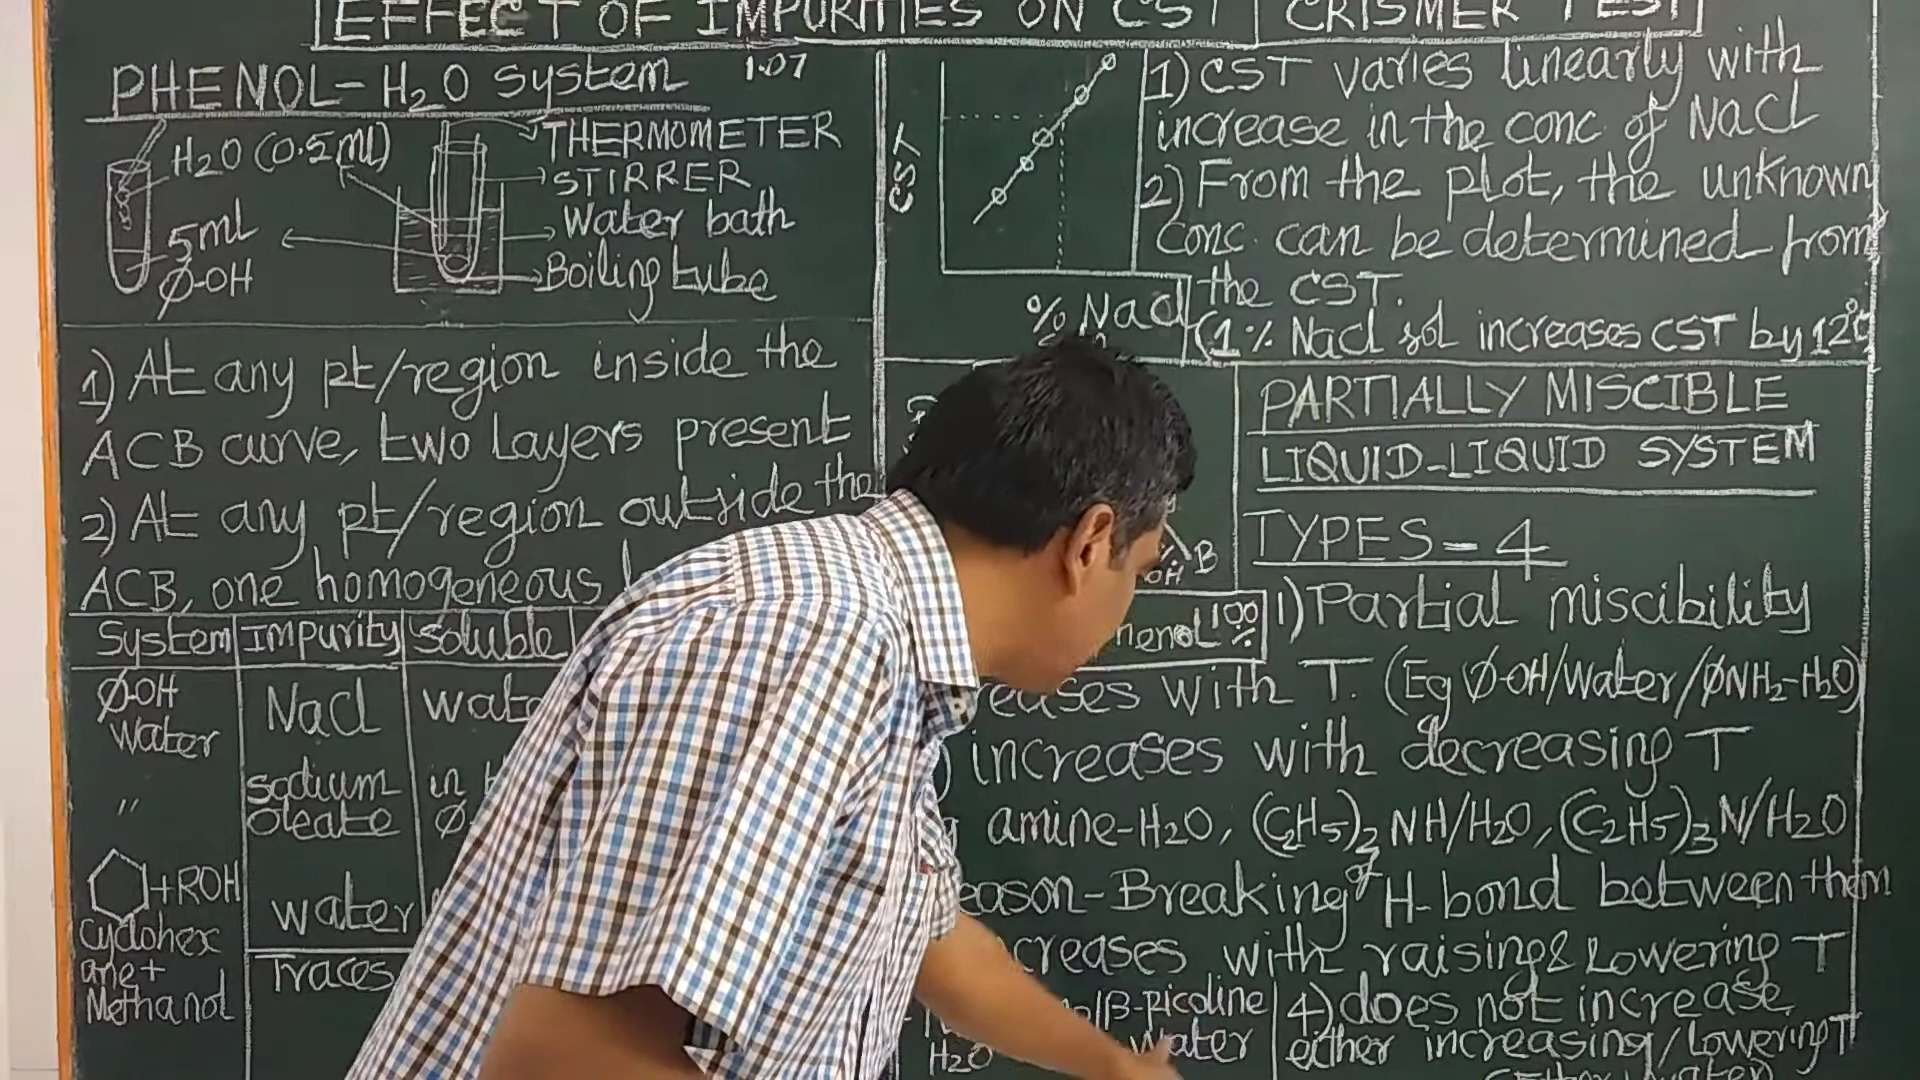 EFFECT OF IMPURITIES ON CST CRISMER TEST
PHENOL-H2O system 1.07
H2O (0.5ml)
5ml
Ø-OH
THERMOMETER
STIRRER
Water bath
Boiling tube
1) At any pt/region inside the
ACB curve, two layers present
2) At any pt/region outside the
ACB, one homogeneous
System Impurity soluble
Ø-OH
water
NaCl
"
sodium
oleate
in
+ROH
Cyclohex
ane+
Methanol
water
Traces
CST
% NaCl
1) CST varies linearly with
increase in the conc of NaCl
2) From the plot, the unknown
conc. can be determined from
the CST.
(1% NaCl sol increases CST by 12°C
B
OH
100
%
PARTIALLY MISCIBLE
LIQUID-LIQUID SYSTEM
TYPES-4
1) Partial miscibility
with T. (Eg Ø-OH/Water/ØNH2-H2O)
increases with decreasing T
amine-H2O, (C2H5)2NH/H2O, (C2H5)3N/H2O
Breaking of H-bond between them
with raising & Lowering T
/β-picoline
water
H2O
4) does not increase
either increasing/Lowering T